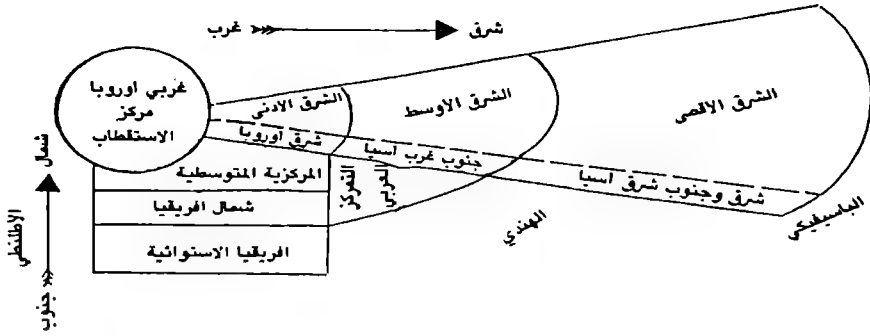 غرب
شرق
غربي اوروبا
مركز
الاستقطاب
الشرق الادنى
الشرق الاوسط
الشرق الاقصى
شرق اوروبا
جنوب غرب اسيا
شرق وجنوب شرق اسيا
المركزية المتوسطية
شمال افريقيا
افريقيا الاستوائية
التمركز
العربي
الهندي
الباسيفيكي
شمال
جنوب
الاطلنطي